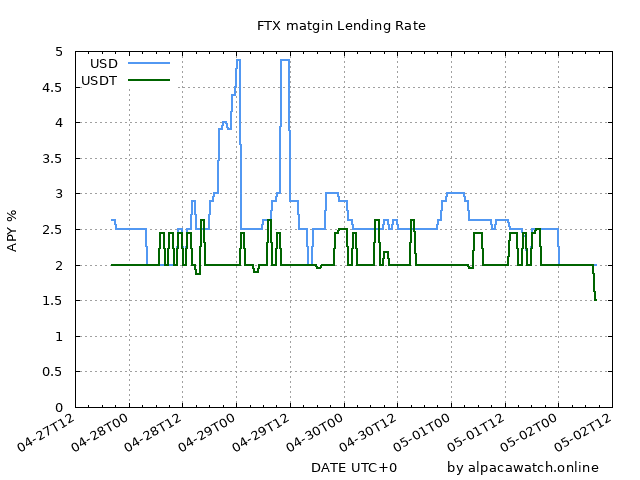 FTX matgin Lending Rate
USD
USDT
5
4.5
4
3.5
3
2.5
2
1.5
1
0.5
0
APY %
04-27T12
04-28T00
04-28T12
04-29T00
04-29T12
04-30T00
04-30T12
05-01T00
05-01T12
05-02T00
05-02T12
DATE UTC+0
by alpacawatch.online